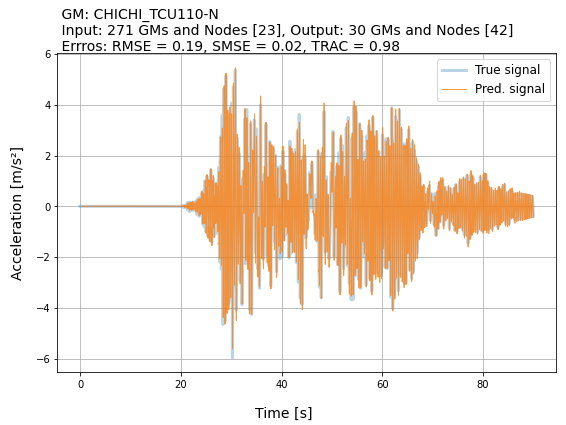 GM: CHICHI_TCU110-N
Input: 271 GMs and Nodes [23], Output: 30 GMs and Nodes [42]
Errros: RMSE = 0.19, SMSE = 0.02, TRAC = 0.98
True signal
Pred. signal
6
4
2
0
−2
−4
−6
Acceleration [m/s²]
0 20 40 60 80
Time [s]